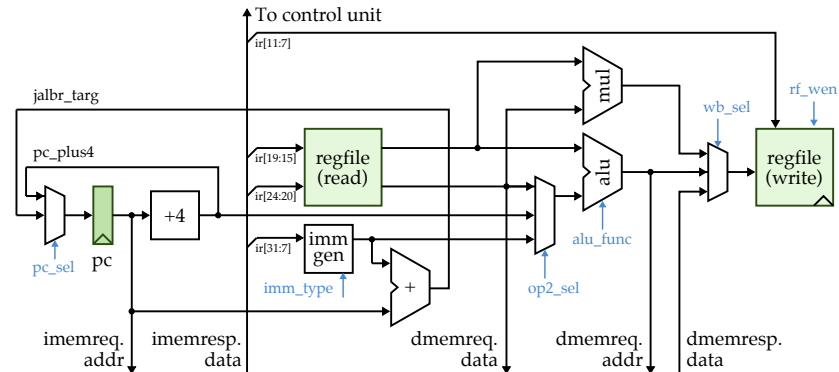 To control unit
ir[11:7]
jalbr_targ
mul
wb_sel
rf_wen
pc_plus4
ir[19:15]
regfile
(read)
alu
regfile
(write)
ir[24:20]
+4
ir[31:7]
imm
gen
pc_sel
pc
imm_type
+
op2_sel
alu_func
imemreq.
addr
imemresp.
data
dmemreq.
data
dmemreq.
addr
dmemresp.
data